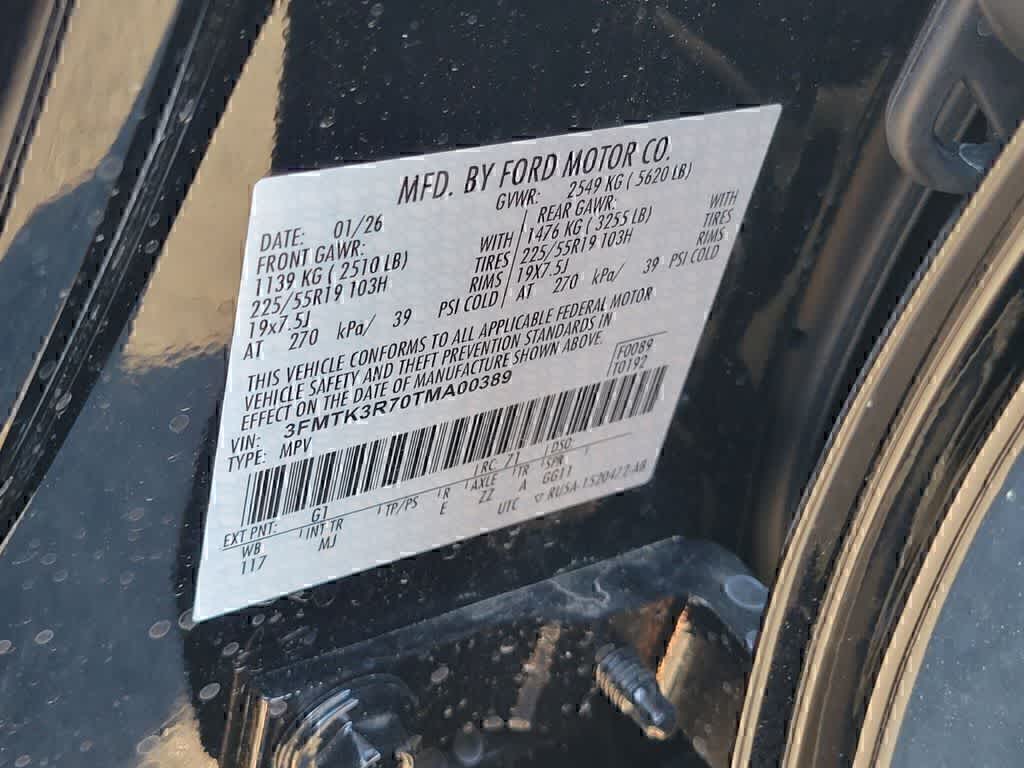 MFD. BY FORD MOTOR CO.
DATE: 01/26 GVWR: 2549 KG ( 5620 LB)
FRONT GAWR: REAR GAWR:
1139 KG ( 2510 LB) WITH 1476 KG ( 3255 LB) WITH
225/55R19 103H TIRES 225/55R19 103H TIRES
19x7.5J RIMS 19X7.5J RIMS
AT 270 kPa/ 39 PSI COLD AT 270 kPa/ 39 PSI COLD
THIS VEHICLE CONFORMS TO ALL APPLICABLE FEDERAL MOTOR
VEHICLE SAFETY AND THEFT PREVENTION STANDARDS IN
EFFECT ON THE DATE OF MANUFACTURE SHOWN ABOVE.
F0089
VIN: 3FMTK3R70TMA00389 T0192
TYPE: MPV
EXT PNT: G1 RC: 71 DSO:
WB INT TR TP/PS R AXLE TR SPR
117 MJ E ZZ A GG11
UTC ▽ RUSA-1520472-AB